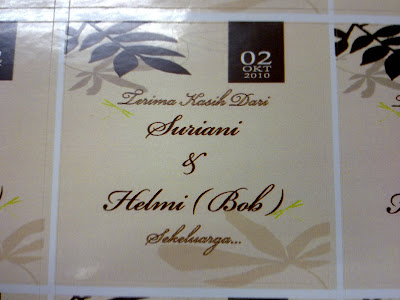 02
OKT
2010
Terima Kasih Dari
Suriani
&
Helmi ( Bob )
Sekeluarga...